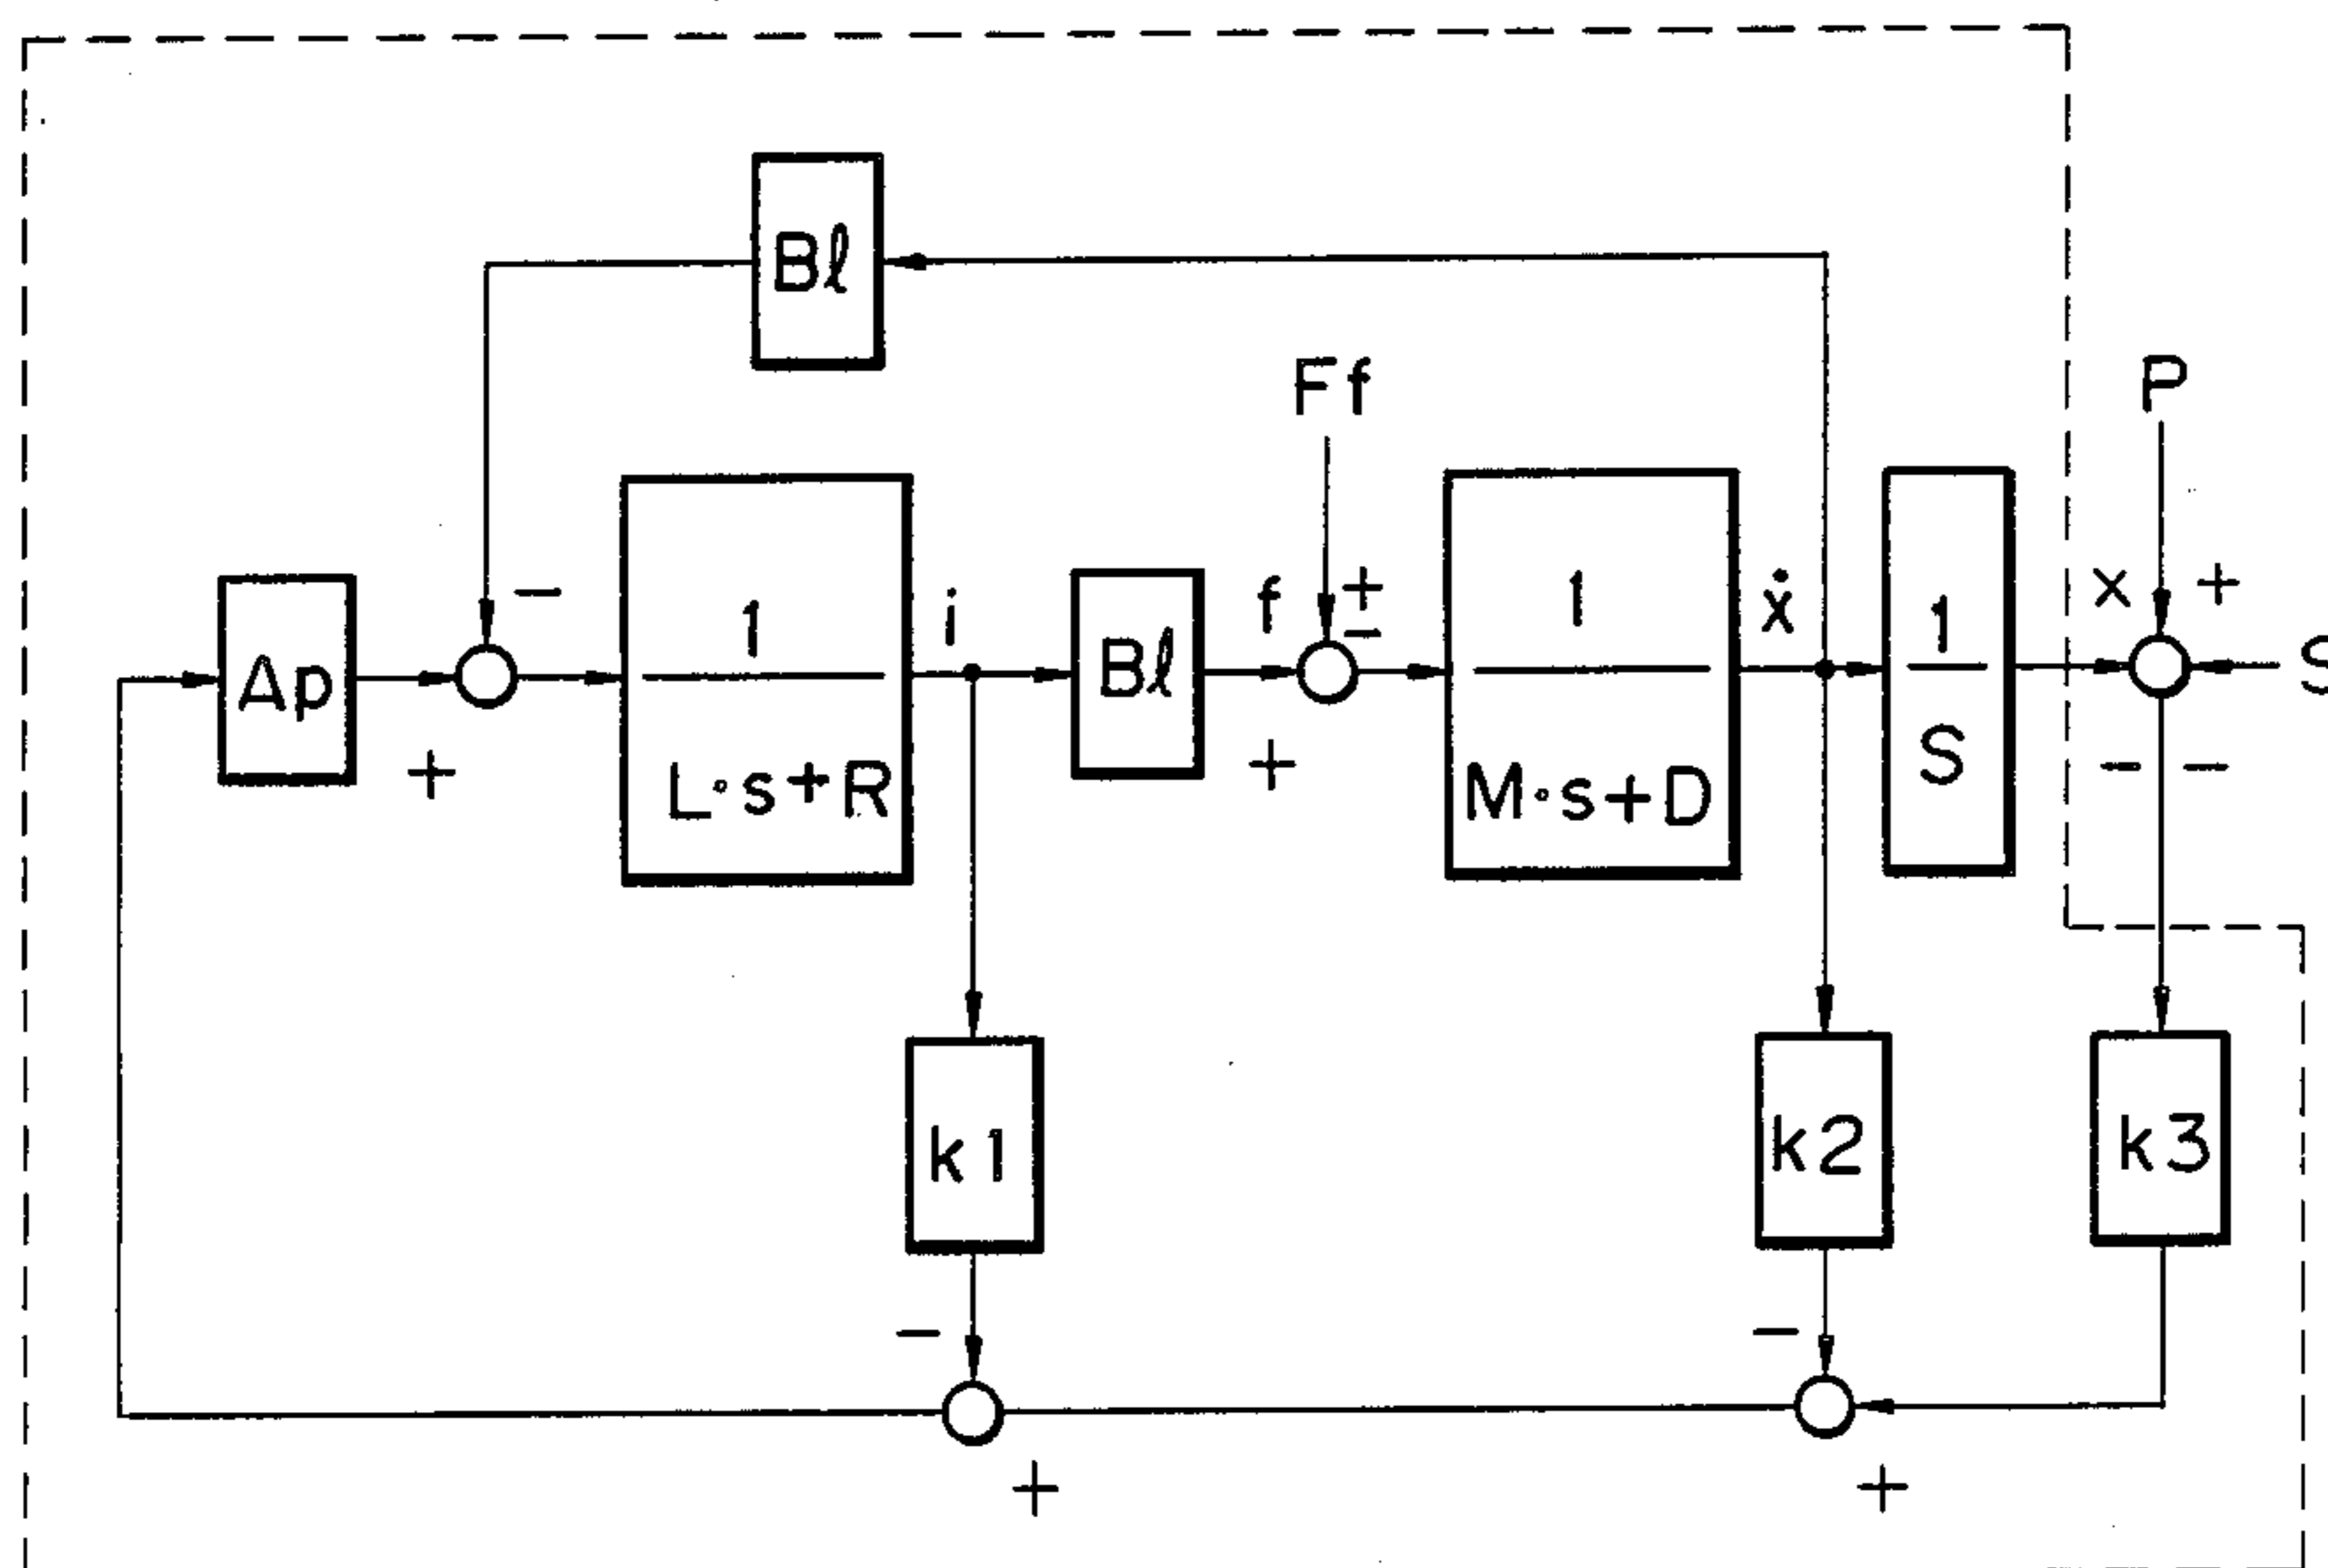 Bℓ
Ff
P
Ap
+
−
1
L·s+R
i
Bℓ
f
±
+
1
M·s+D
ẋ
1
S
x
+
S
− −
k1
k2
k3
−
−
+
+